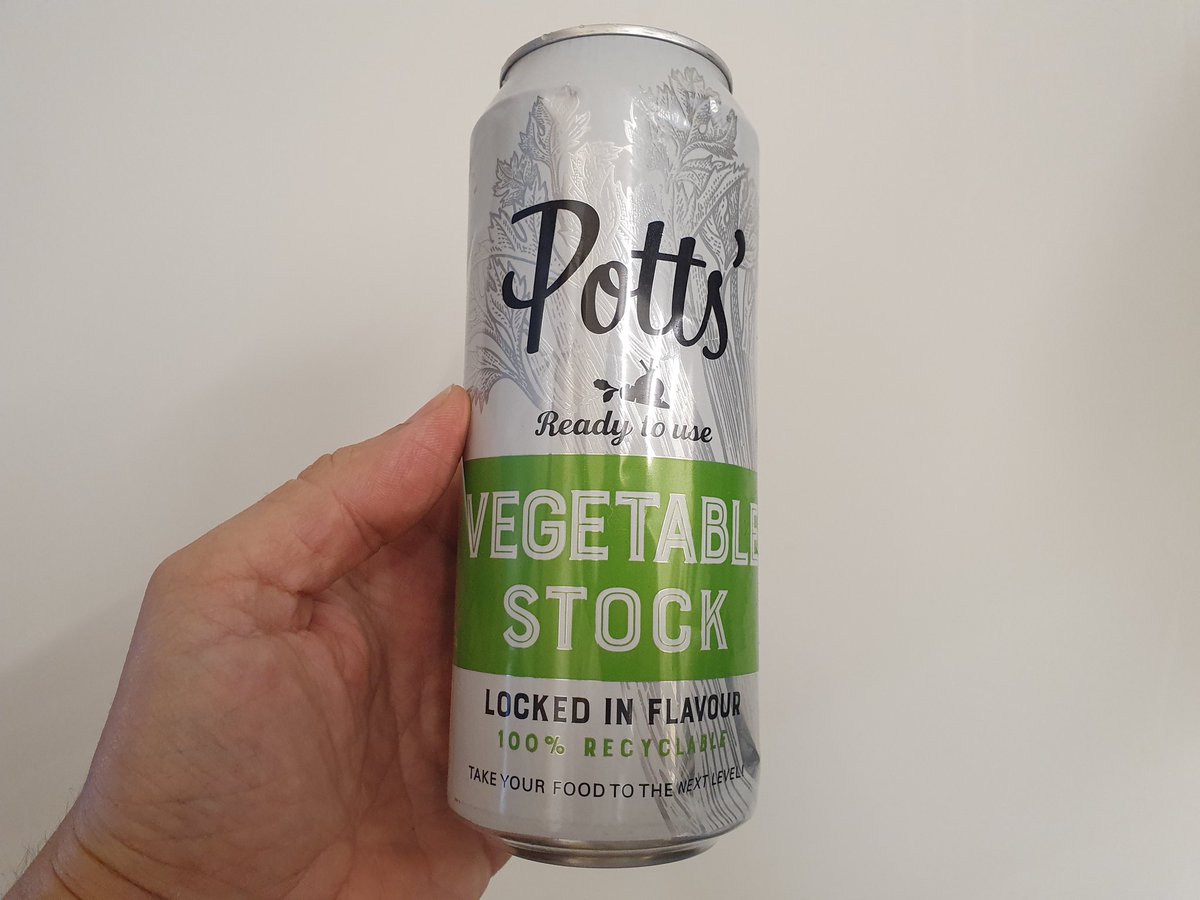 Potts'
Ready to use
VEGETABLE
STOCK
LOCKED IN FLAVOUR
100% RECYCLABLE
TAKE YOUR FOOD TO THE NEXT LEVEL!